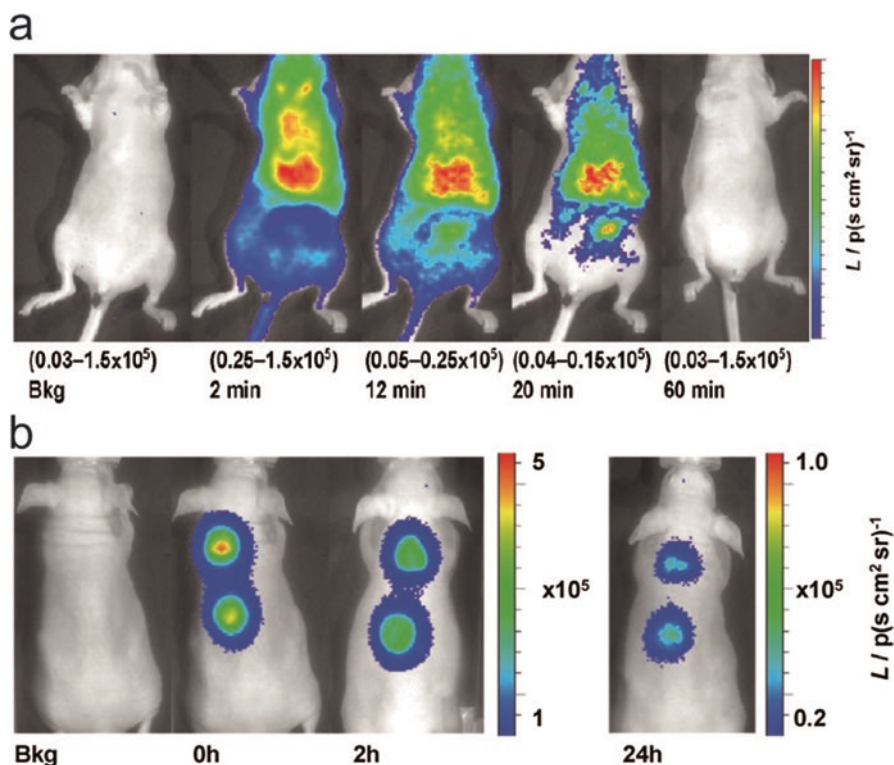 a
L / p(s cm² sr)⁻¹
(0.03–1.5x10⁵) (0.25–1.5x10⁵) (0.05–0.25x10⁵) (0.04–0.15x10⁵) (0.03–1.5x10⁵)
Bkg 2 min 12 min 20 min 60 min
b
5 1.0
x10⁵ x10⁵
L / p(s cm² sr)⁻¹
1 0.2
Bkg 0h 2h 24h